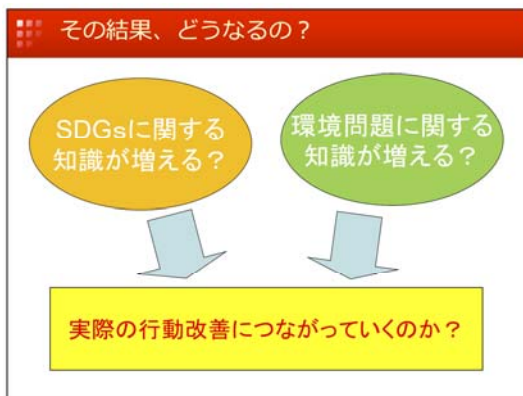 その結果、どうなるの？
SDGsに関する
知識が増える？
環境問題に関する
知識が増える？
実際の行動改善につながっていくのか？